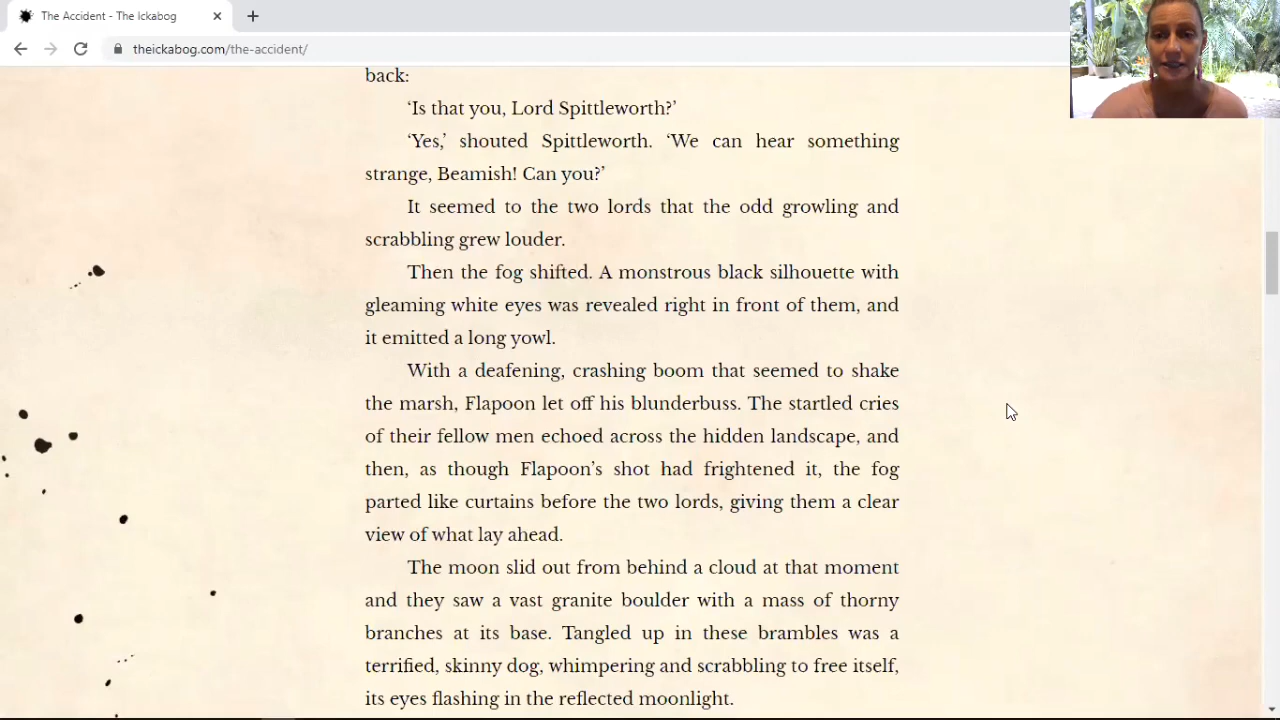 The Accident - The Ickabog
theickabog.com/the-accident/
back:
‘Is that you, Lord Spittleworth?’
‘Yes,’ shouted Spittleworth. ‘We can hear something
strange, Beamish! Can you?’
It seemed to the two lords that the odd growling and
scrabbling grew louder.
Then the fog shifted. A monstrous black silhouette with
gleaming white eyes was revealed right in front of them, and
it emitted a long yowl.
With a deafening, crashing boom that seemed to shake
the marsh, Flapoon let off his blunderbuss. The startled cries
of their fellow men echoed across the hidden landscape, and
then, as though Flapoon’s shot had frightened it, the fog
parted like curtains before the two lords, giving them a clear
view of what lay ahead.
The moon slid out from behind a cloud at that moment
and they saw a vast granite boulder with a mass of thorny
branches at its base. Tangled up in these brambles was a
terrified, skinny dog, whimpering and scrabbling to free itself,
its eyes flashing in the reflected moonlight.